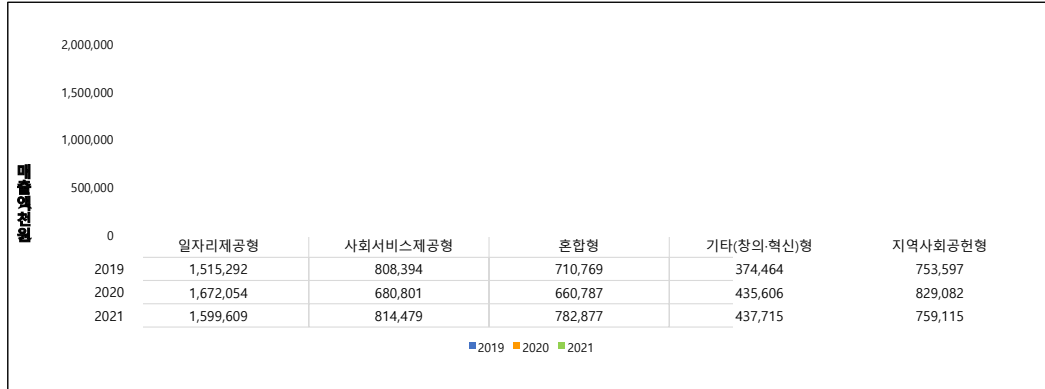 2,000,000
1,500,000
1,000,000
500,000
0
매출액천원
일자리제공형 사회서비스제공형 혼합형 기타(창의·혁신)형 지역사회공헌형
2019 1,515,292 808,394 710,769 374,464 753,597
2020 1,672,054 680,801 660,787 435,606 829,082
2021 1,599,609 814,479 782,877 437,715 759,115
2019 2020 2021